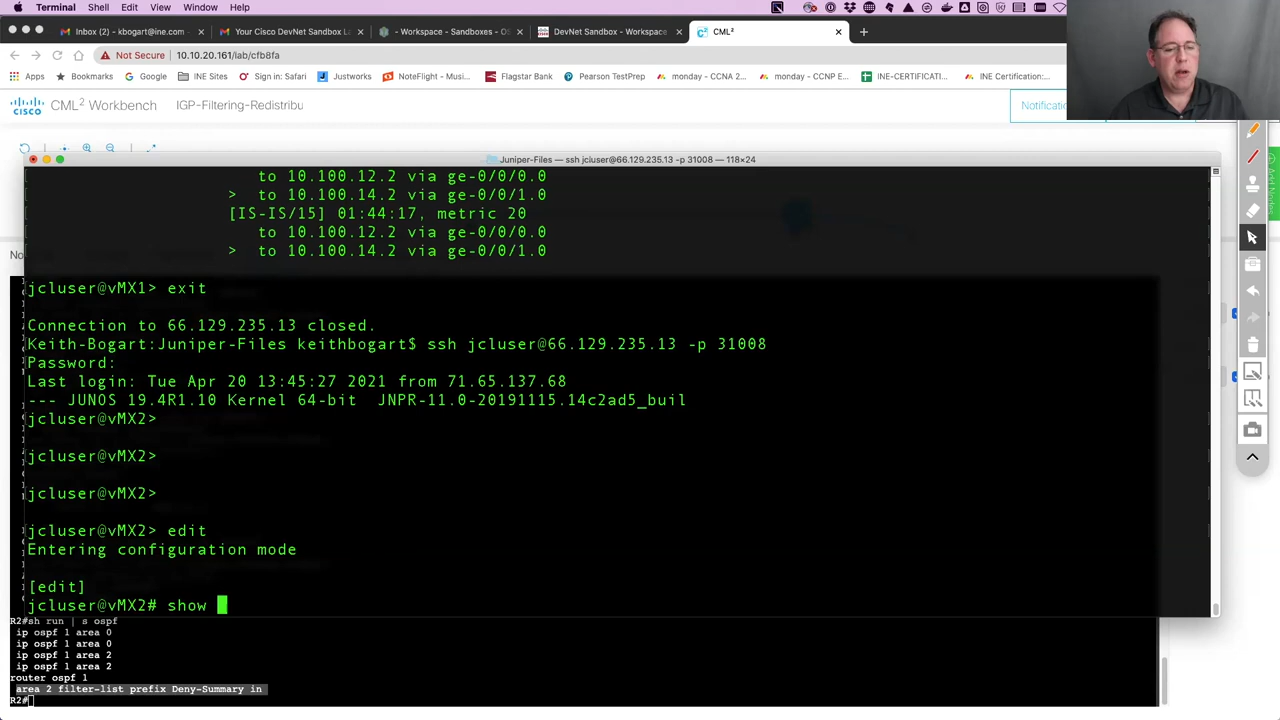 Terminal Shell Edit View Window Help
Inbox (2) - kbogart@ine.com -
Your Cisco DevNet Sandbox La
- Workspace - Sandboxes - OS
DevNet Sandbox - Workspace
CML²
Not Secure | 10.10.20.161/lab/cfb8fa
Apps Bookmarks Google INE Sites Sign in: Safari Justworks NoteFlight - Musi... Flagstar Bank Pearson TestPrep monday - CCNA 2... monday - CCNP E... INE-CERTIFICATI... INE Certification:...
CISCO CML² Workbench IGP-Filtering-Redistribu
Notificatio
Add Nodes
Juniper-Files — ssh jcluser@66.129.235.13 -p 31008 — 118×24
to 10.100.12.2 via ge-0/0/0.0
> to 10.100.14.2 via ge-0/0/1.0
[IS-IS/15] 01:44:17, metric 20
to 10.100.12.2 via ge-0/0/0.0
> to 10.100.14.2 via ge-0/0/1.0
jcluser@vMX1> exit
Connection to 66.129.235.13 closed.
Keith-Bogart:Juniper-Files keithbogart$ ssh jcluser@66.129.235.13 -p 31008
Password:
Last login: Tue Apr 20 13:45:27 2021 from 71.65.137.68
--- JUNOS 19.4R1.10 Kernel 64-bit JNPR-11.0-20191115.14c2ad5_buil
jcluser@vMX2>
jcluser@vMX2>
jcluser@vMX2>
jcluser@vMX2> edit
Entering configuration mode
[edit]
jcluser@vMX2# show
R2#sh run | s ospf
ip ospf 1 area 0
ip ospf 1 area 0
ip ospf 1 area 2
ip ospf 1 area 2
router ospf 1
area 2 filter-list prefix Deny-Summary in
R2#